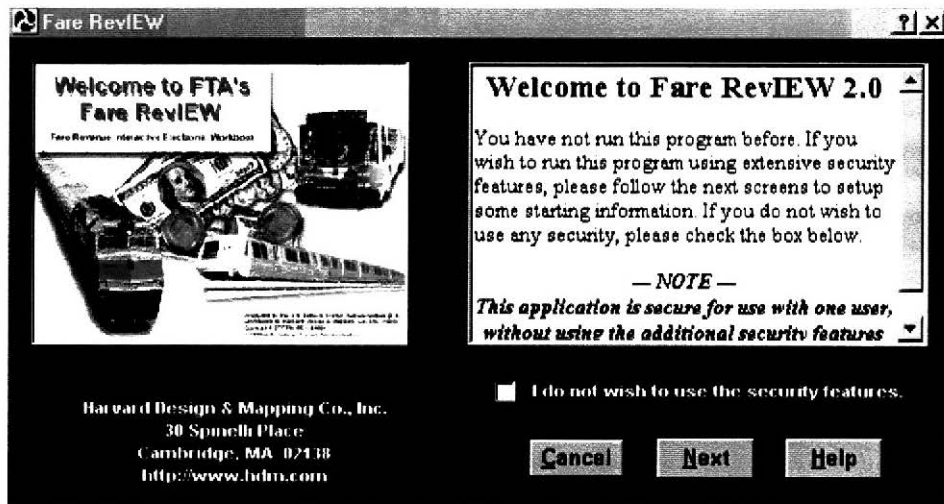 Fare RevIEW
Welcome to FTA's
Fare RevIEW
Fare Revenue Interactive Electronic Workbook
Welcome to Fare RevIEW 2.0
You have not run this program before. If you
wish to run this program using extensive security
features, please follow the next screens to setup
some starting information. If you do not wish to
use any security, please check the box below.
— NOTE —
This application is secure for use with one user,
without using the additional security features
I do not wish to use the security features.
Harvard Design & Mapping Co., Inc.
30 Spinelli Place
Cambridge, MA 02138
http://www.hdm.com
Cancel Next Help